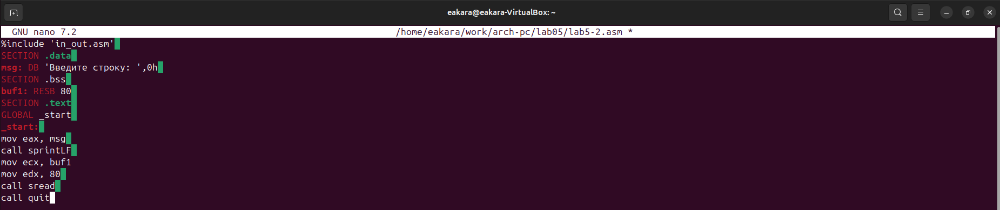 eakara@eakara-VirtualBox: ~
GNU nano 7.2 /home/eakara/work/arch-pc/lab05/lab5-2.asm *
%include 'in_out.asm'
SECTION .data
msg: DB 'Введите строку: ',0h
SECTION .bss
buf1: RESB 80
SECTION .text
GLOBAL _start
_start:
mov eax, msg
call sprintLF
mov ecx, buf1
mov edx, 80
call sread
call quit